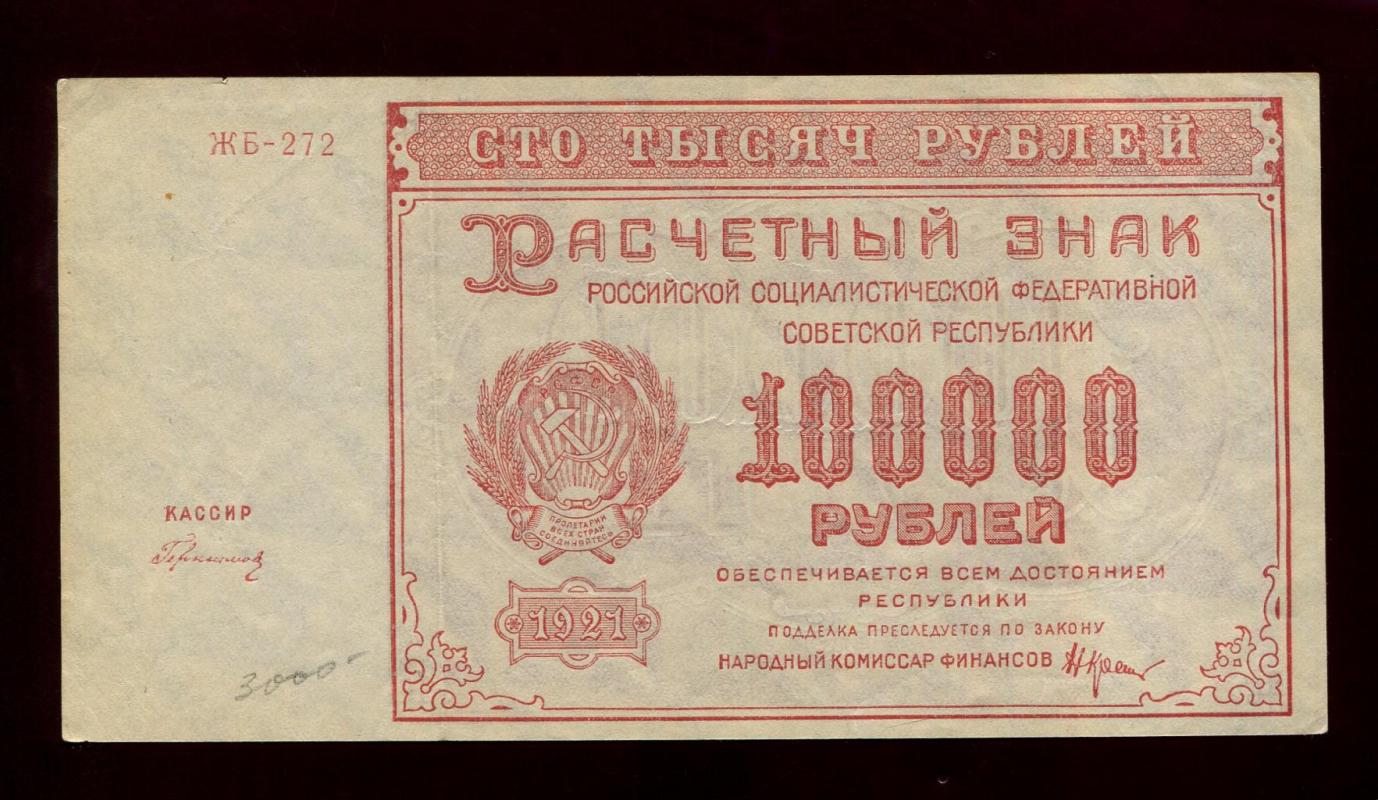 ЖБ-272
СТО ТЫСЯЧ РУБЛЕЙ
РАСЧЕТНЫЙ ЗНАК
РОССИЙСКОЙ СОЦИАЛИСТИЧЕСКОЙ ФЕДЕРАТИВНОЙ
СОВЕТСКОЙ РЕСПУБЛИКИ
100000
РУБЛЕЙ
ПРОЛЕТАРИИ
ВСЕХ СТРАН
СОЕДИНЯЙТЕСЬ
КАССИР
1921
ОБЕСПЕЧИВАЕТСЯ ВСЕМ ДОСТОЯНИЕМ
РЕСПУБЛИКИ
ПОДДЕЛКА ПРЕСЛЕДУЕТСЯ ПО ЗАКОНУ
НАРОДНЫЙ КОМИССАР ФИНАНСОВ
3000-